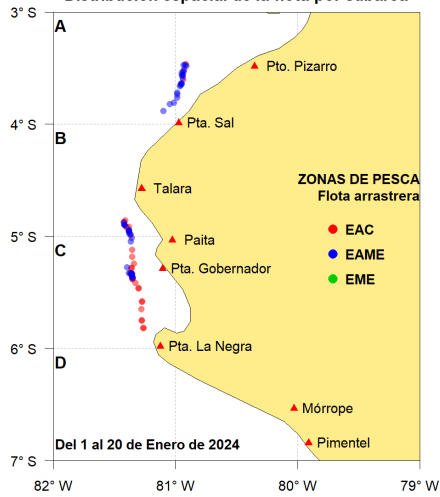 Distribución espacial de la flota por subárea
3° S
A
Pto. Pizarro
4° S
Pta. Sal
B
ZONAS DE PESCA
Talara
Flota arrastrera
EAC
5° S
Paita
C
EAME
Pta. Gobernador
EME
6° S
Pta. La Negra
D
Mórrope
Del 1 al 20 de Enero de 2024
Pimentel
7° S
82° W
81° W
80° W
79° W